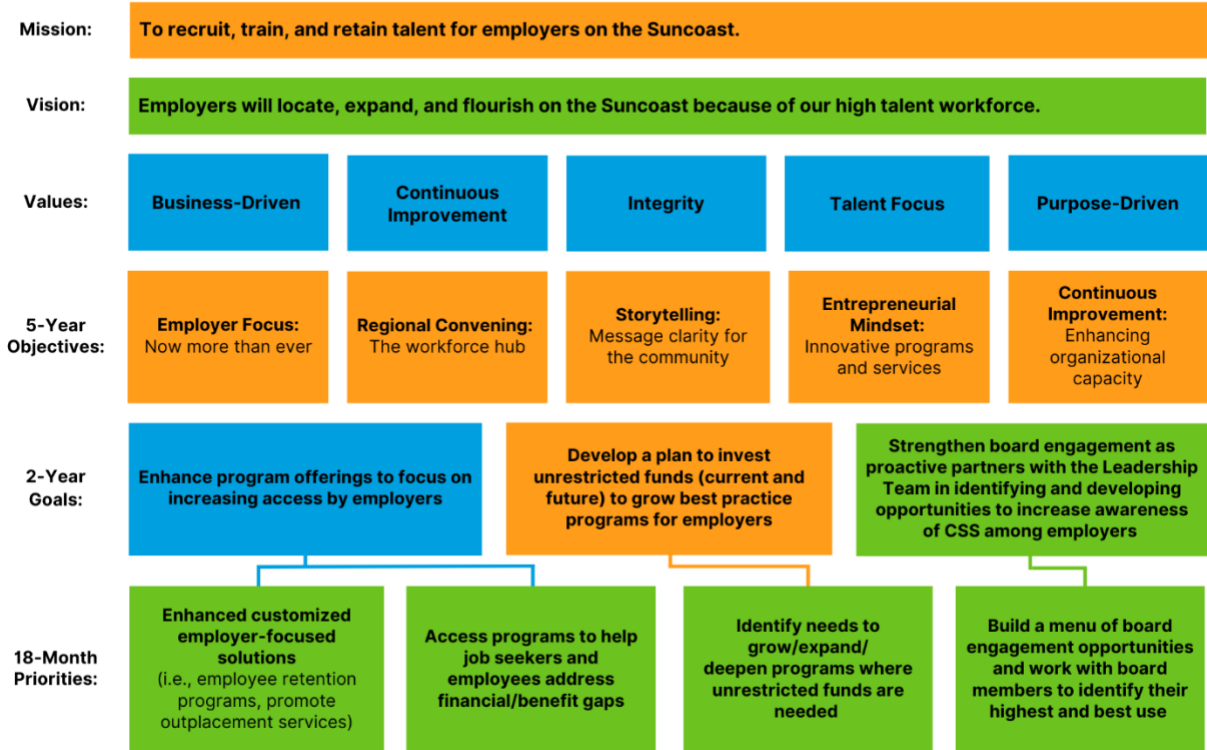 Mission:
To recruit, train, and retain talent for employers on the Suncoast.
Vision:
Employers will locate, expand, and flourish on the Suncoast because of our high talent workforce.
Values:
Business-Driven
Continuous
Improvement
Integrity
Talent Focus
Purpose-Driven
5-Year
Objectives:
Employer Focus:
Now more than ever
Regional Convening:
The workforce hub
Storytelling:
Message clarity for
the community
Entrepreneurial
Mindset:
Innovative programs
and services
Continuous
Improvement:
Enhancing
organizational
capacity
2-Year
Goals:
Enhance program offerings to focus on
increasing access by employers
Develop a plan to invest
unrestricted funds (current and
future) to grow best practice
programs for employers
Strengthen board engagement as
proactive partners with the Leadership
Team in identifying and developing
opportunities to increase awareness
of CSS among employers
18-Month
Priorities:
Enhanced customized
employer-focused
solutions
(i.e., employee retention
programs, promote
outplacement services)
Access programs to help
job seekers and
employees address
financial/benefit gaps
Identify needs to
grow/expand/
deepen programs where
unrestricted funds are
needed
Build a menu of board
engagement opportunities
and work with board
members to identify their
highest and best use